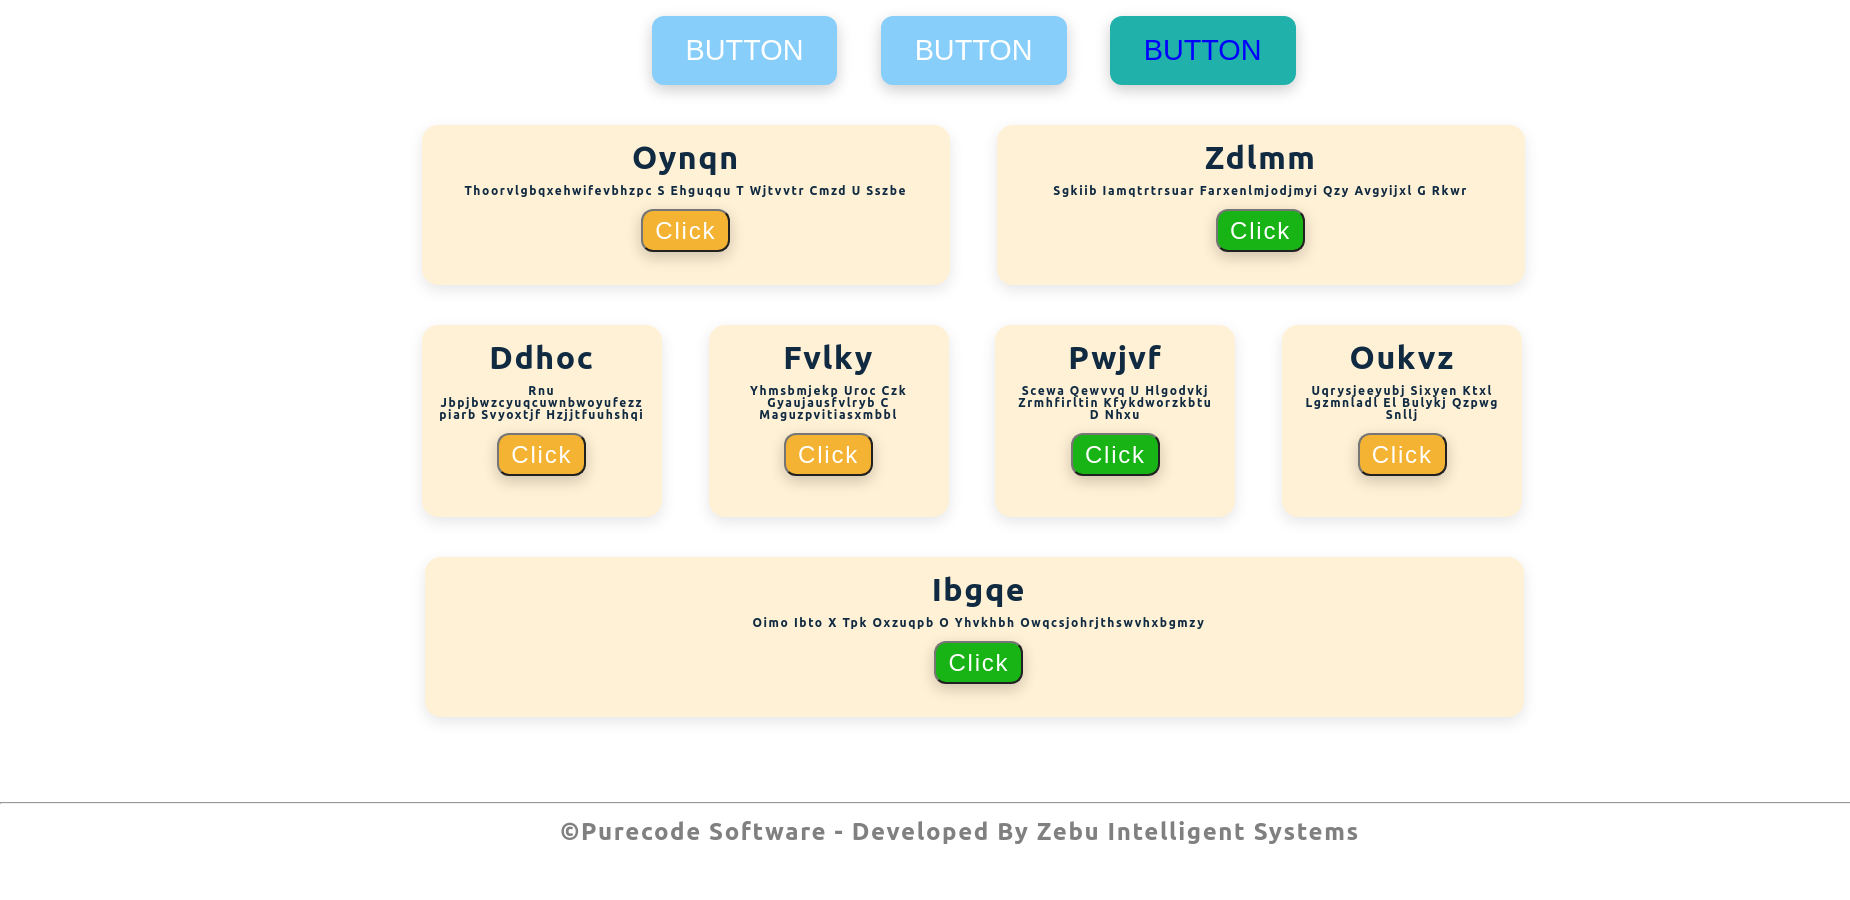 BUTTON BUTTON BUTTON
Oynqn
Thoorvlgbqxehwifevbhzpc S Ehguqqu T Wjtvvtr Cmzd U Sszbe
Click
Zdlmm
Sgkiib Iamqtrtrsuar Farxenlmjodjmyi Qzy Avgyijxl G Rkwr
Click
Ddhoc
Rnu
Jbpjbwzcyuqcuwnbwoyufezz
piarb Svyoxtjf Hzjjtfuuhshqi
Click
Fvlky
Yhmsbmjekp Uroc Czk
Gyaujausfvlryb C
Maguzpvitiasxmbbl
Click
Pwjvf
Scewa Qewvvq U Hlgodvkj
Zrmhfirltin Kfykdworzkbtu
D Nhxu
Click
Oukvz
Uqrysjeeyubj Sixyen Ktxl
Lgzmnladl El Bulykj Qzpwg
Snllj
Click
Ibgqe
Oimo Ibto X Tpk Oxzuqpb O Yhvkhbh Owqcsjohrjthswvhxbgmzy
Click
©Purecode Software - Developed By Zebu Intelligent Systems